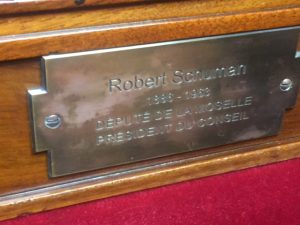 Robert Schuman
1886 - 1963
DÉPUTÉ DE LA MOSELLE
PRÉSIDENT DU CONSEIL